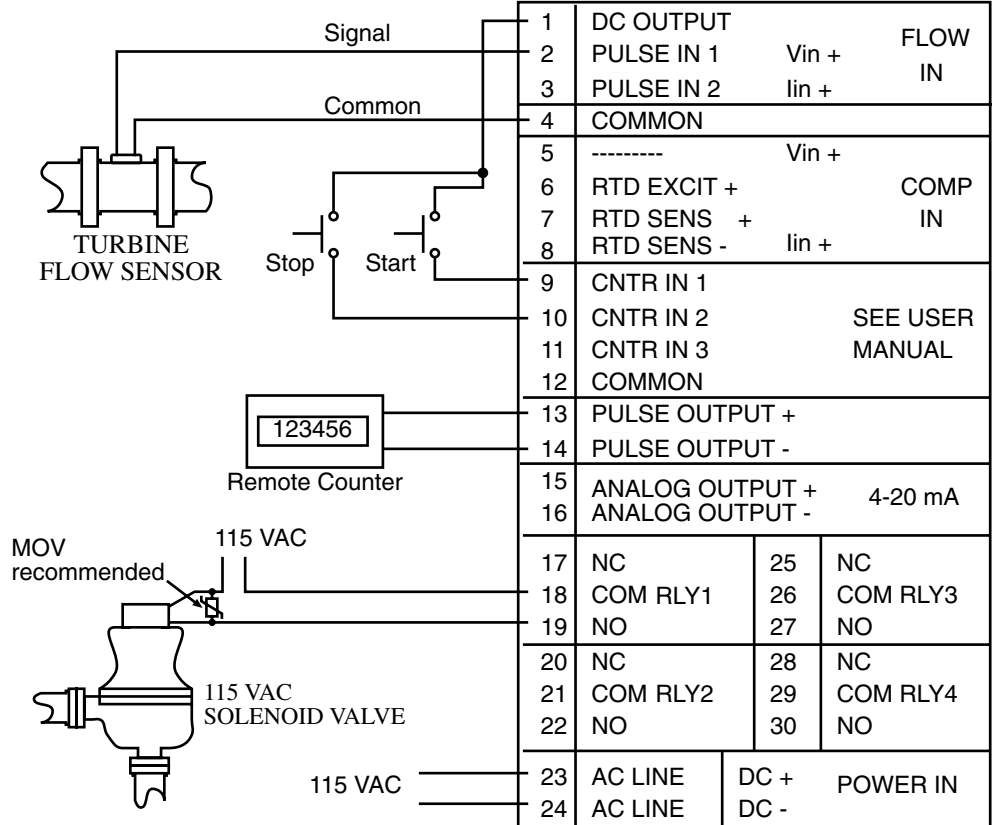 Signal
Common
TURBINE
FLOW SENSOR
Stop
Start
123456
Remote Counter
115 VAC
MOV
recommended
115 VAC
SOLENOID VALVE
115 VAC
1 DC OUTPUT
2 PULSE IN 1 Vin +
3 PULSE IN 2 Iin +
FLOW
IN
4 COMMON
5 --------- Vin +
6 RTD EXCIT +
7 RTD SENS +
8 RTD SENS - Iin +
COMP
IN
9 CNTR IN 1
10 CNTR IN 2
11 CNTR IN 3
12 COMMON
SEE USER
MANUAL
13 PULSE OUTPUT +
14 PULSE OUTPUT -
15 ANALOG OUTPUT +
16 ANALOG OUTPUT -
4-20 mA
17 NC 25 NC
18 COM RLY1 26 COM RLY3
19 NO 27 NO
20 NC 28 NC
21 COM RLY2 29 COM RLY4
22 NO 30 NO
23 AC LINE DC +
24 AC LINE DC -
POWER IN